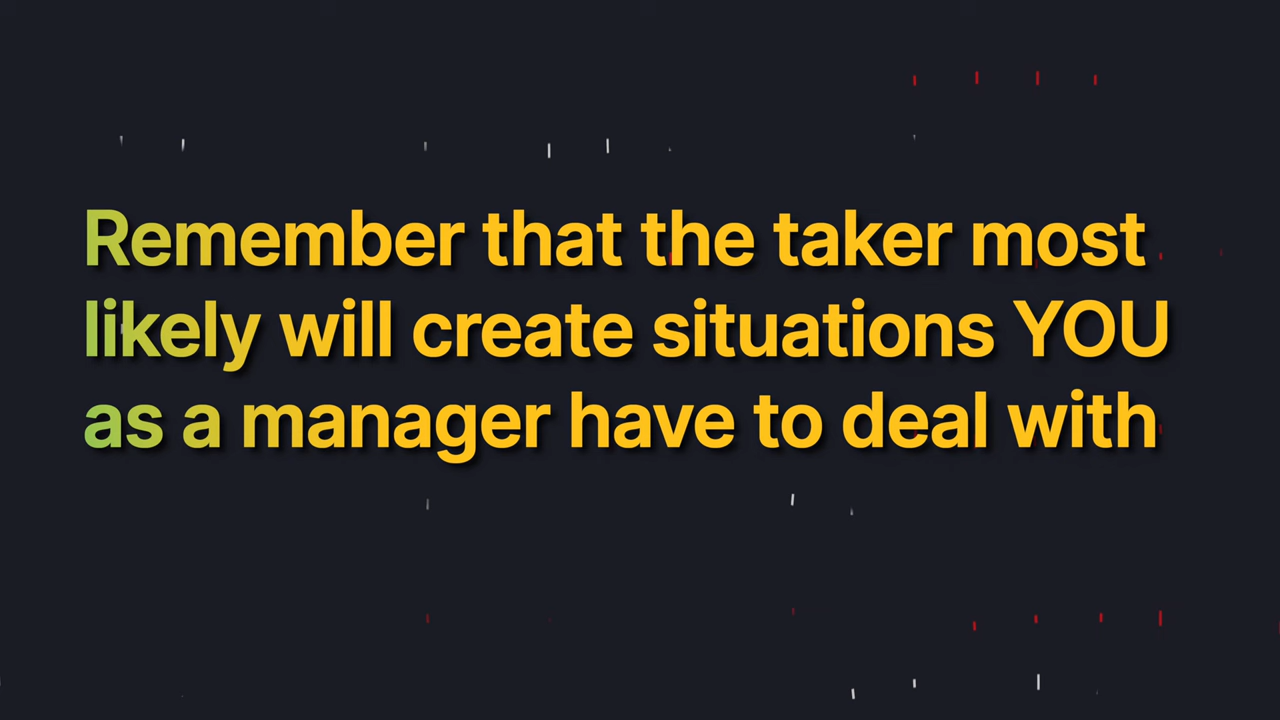 Remember that the taker most
likely will create situations YOU
as a manager have to deal with